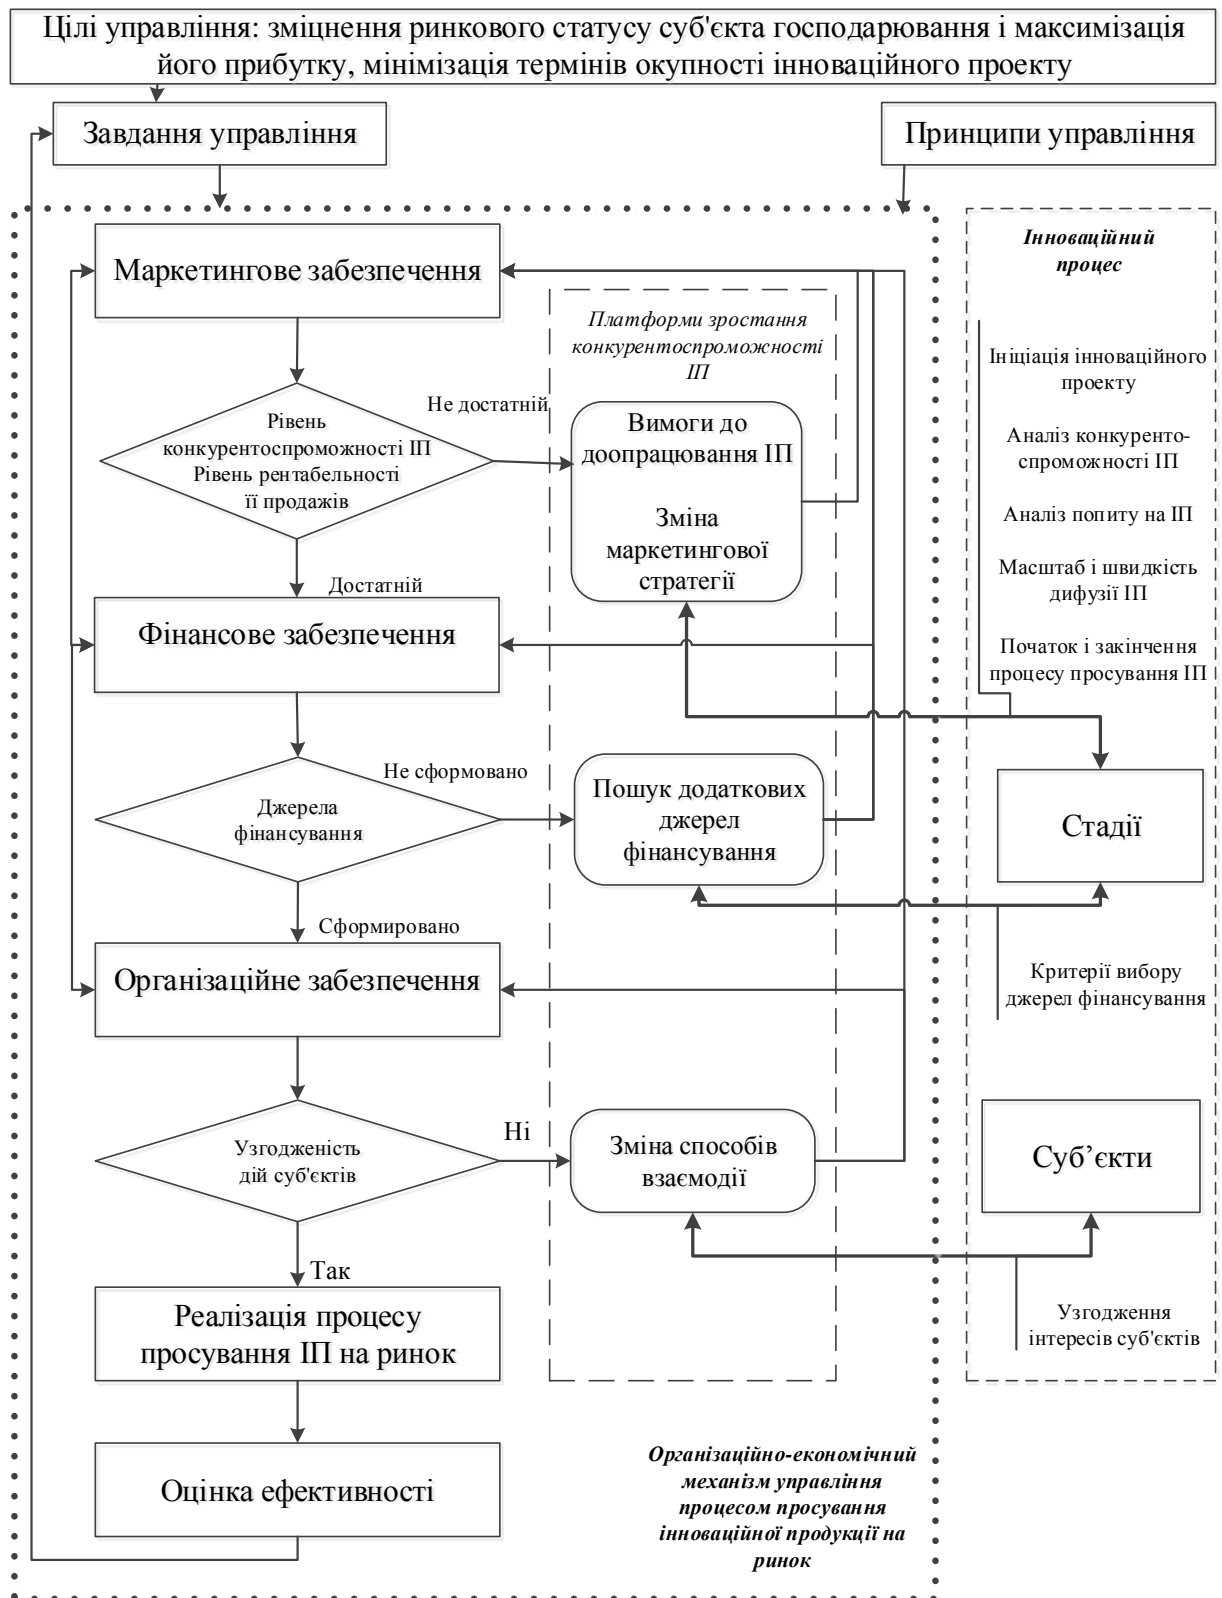 Цілі управління: зміцнення ринкового статусу суб'єкта господарювання і максимізація
його прибутку, мінімізація термінів окупності інноваційного проекту
Завдання управління
Принципи управління
Маркетингове забезпечення
Інноваційний
процес
Платформи зростання
конкурентоспроможності
ІП
Ініціація інноваційного
проекту
Не достатній
Рівень
конкурентоспроможності ІП
Рівень рентабельності
її продажів
Вимоги до
доопрацювання ІП
Зміна
маркетингової
стратегії
Аналіз конкуренто-
спроможності ІП
Аналіз попиту на ІП
Масштаб і швидкість
дифузії ІП
Достатній
Фінансове забезпечення
Початок і закінчення
процесу просування ІП
Не сформовано
Джерела
фінансування
Пошук додаткових
джерел
фінансування
Стадії
Сформировано
Організаційне забезпечення
Критерії вибору
джерел фінансування
Ні
Узгодженість
дій суб'єктів
Зміна способів
взаємодії
Суб’єкти
Так
Реалізація процесу
просування ІП на ринок
Узгодження
інтересів суб'єктів
Оцінка ефективності
Організаційно-економічний
механізм управління
процесом просування
інноваційної продукції на
ринок